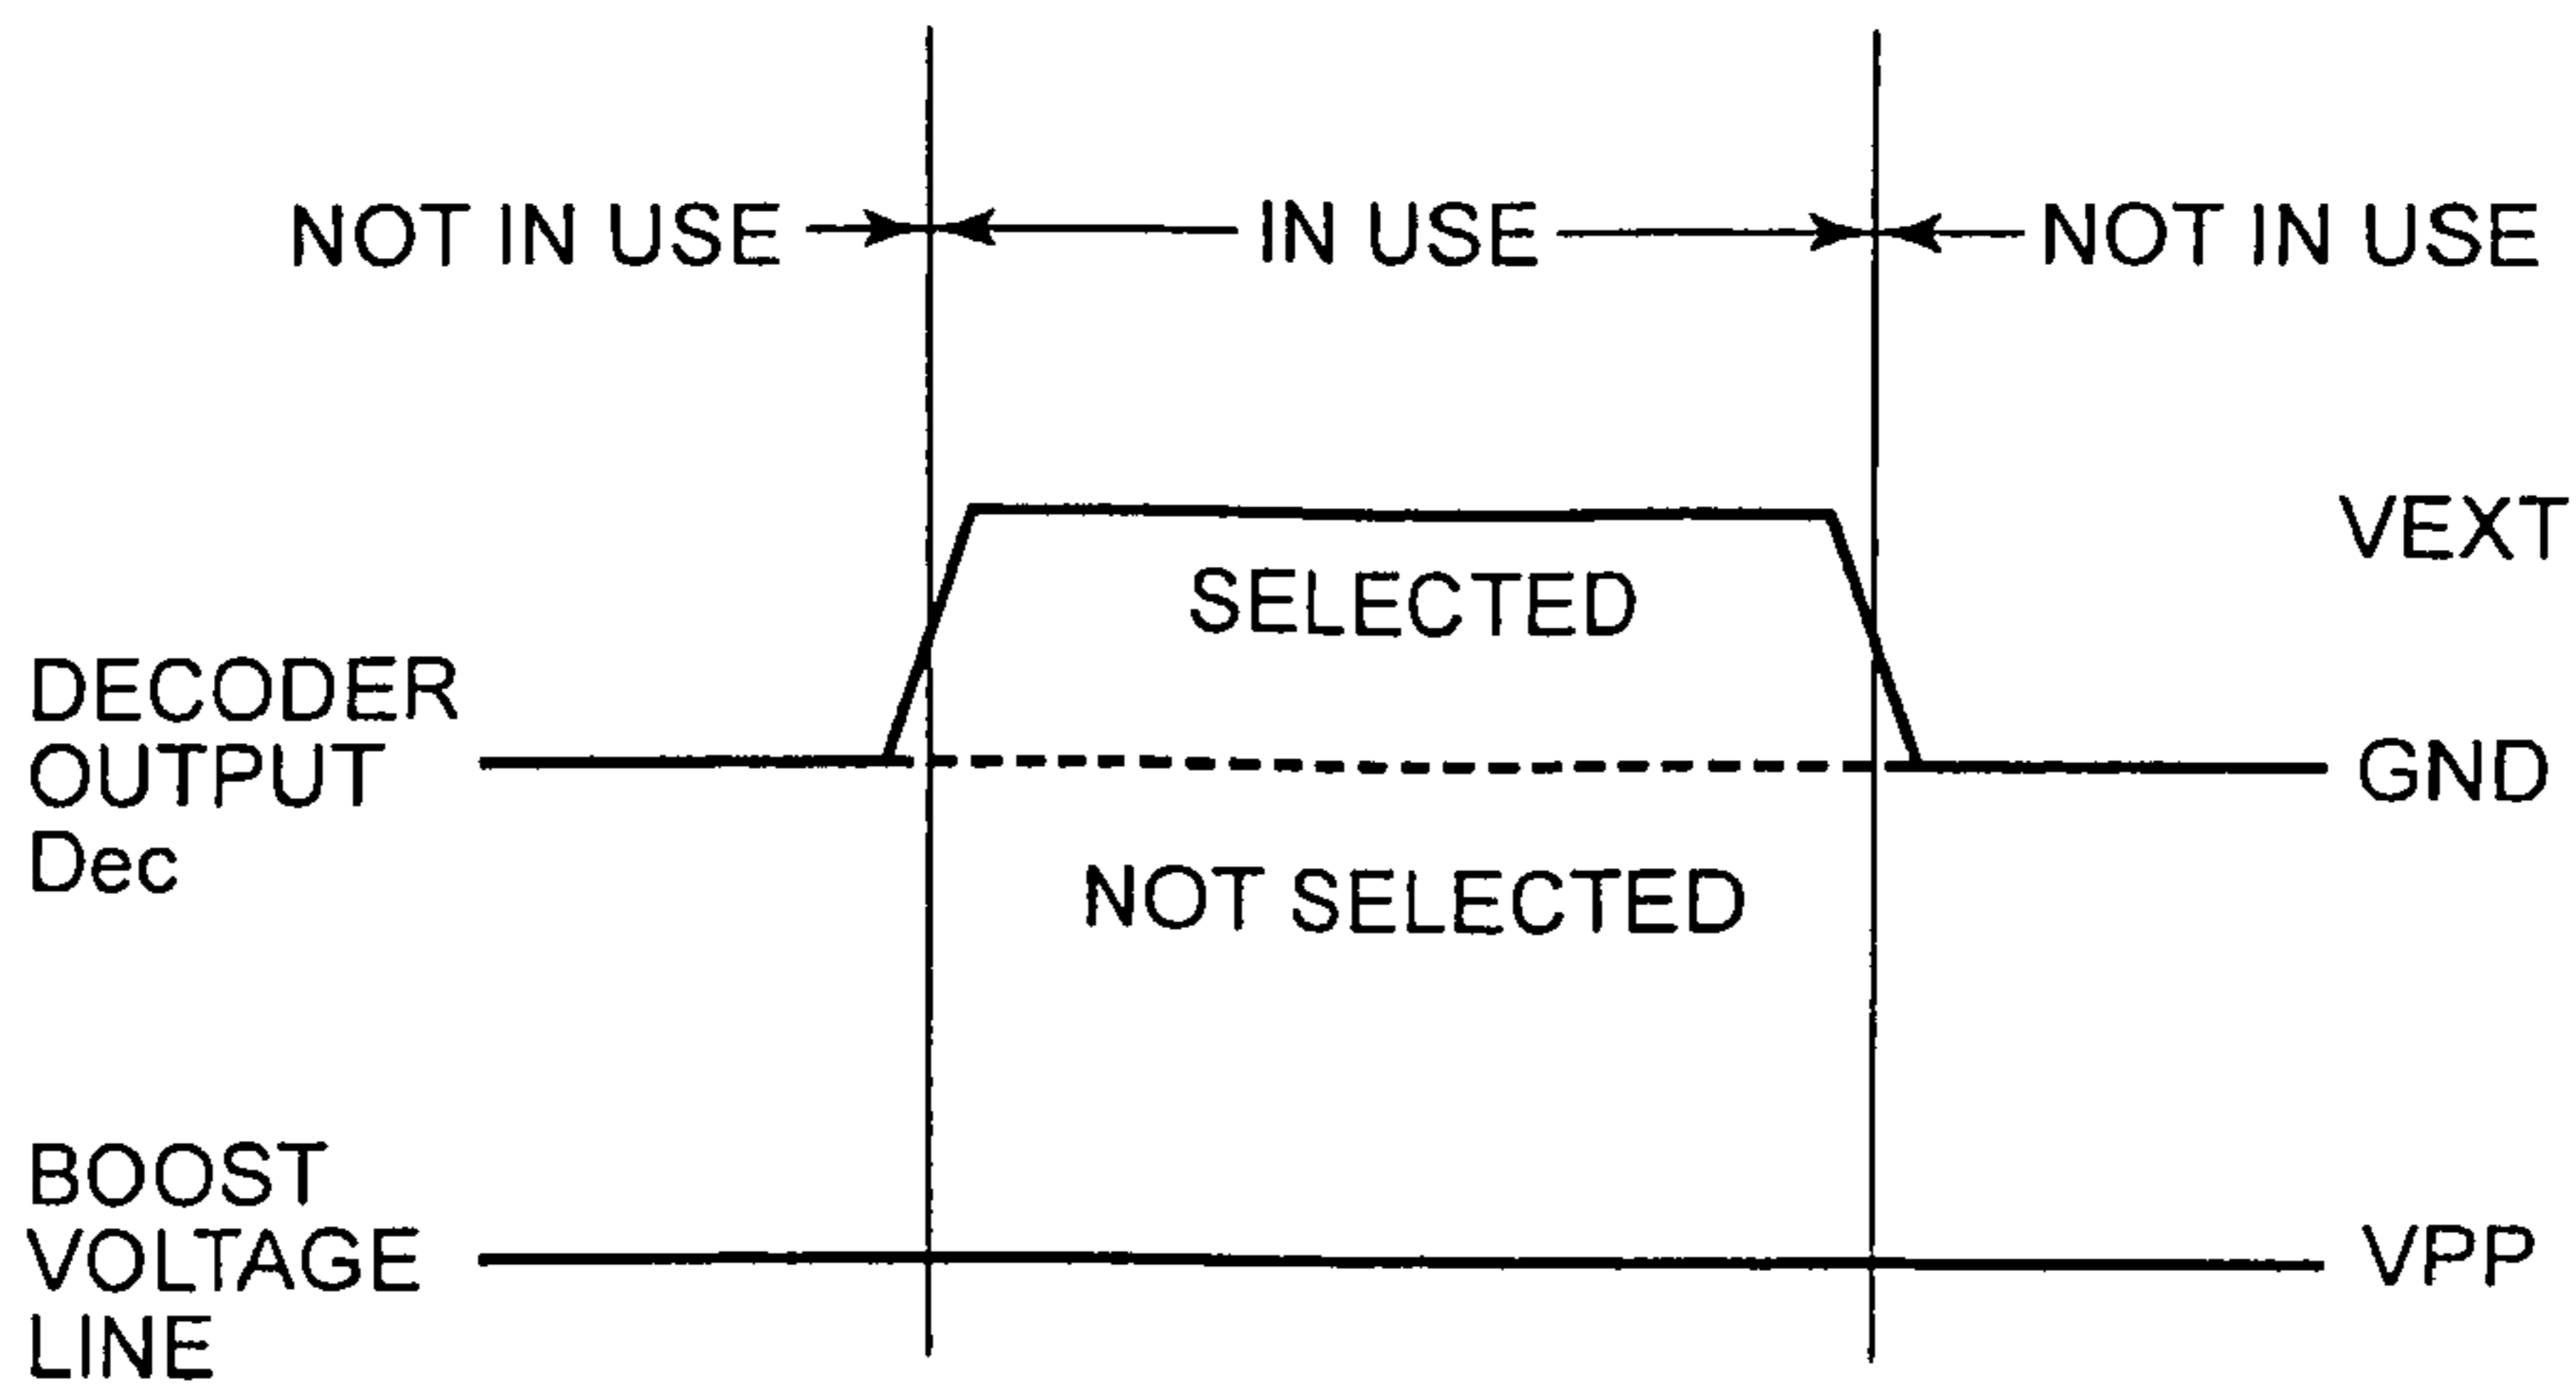 NOT IN USE
IN USE
NOT IN USE
VEXT
SELECTED
DECODER
OUTPUT
Dec
GND
NOT SELECTED
BOOST
VOLTAGE
LINE
VPP